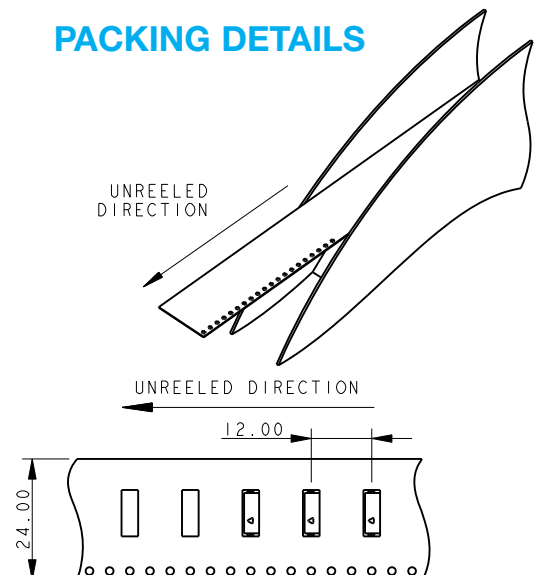 PACKING DETAILS
UNREELED
DIRECTION
UNREELED DIRECTION
12.00
24.00